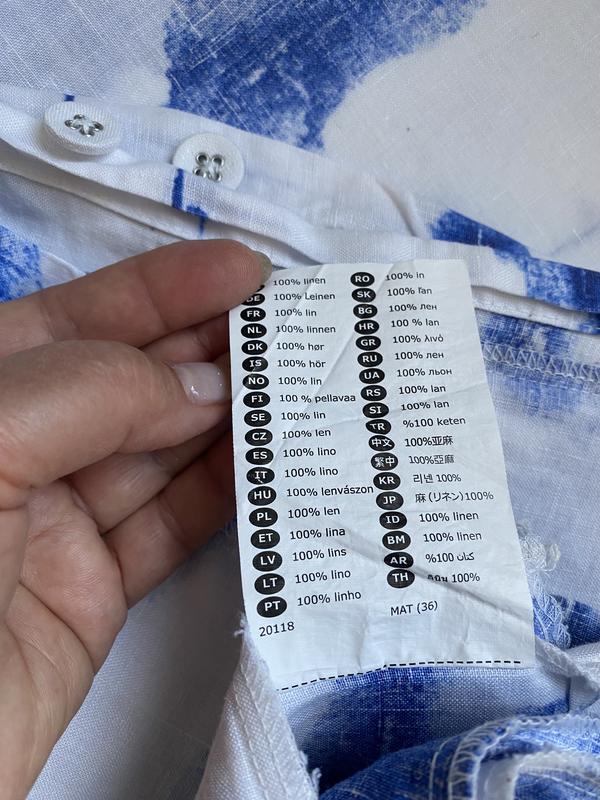 100% linen
DE 100% Leinen
FR 100% lin
NL 100% linnen
DK 100% hør
IS 100% hör
NO 100% lin
FI 100 % pellavaa
SE 100% lin
CZ 100% len
ES 100% lino
IT 100% lino
HU 100% lenvászon
PL 100% len
ET 100% lina
LV 100% lins
LT 100% lino
PT 100% linho
20118
RO 100% in
SK 100% ľan
BG 100% лен
HR 100 % lan
GR 100% λινό
RU 100% лен
UA 100% льон
RS 100% lan
SI 100% lan
TR %100 keten
中文 100%亚麻
繁中 100%亞麻
KR 리넨 100%
JP 麻(リネン)100%
ID 100% linen
BM 100% linen
AR %100 كتان
TH 100%
MAT (36)